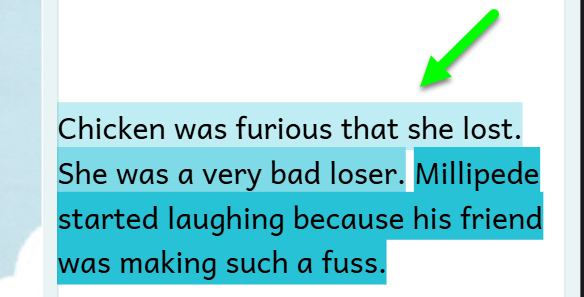 Chicken was furious that she lost.
She was a very bad loser. Millipede
started laughing because his friend
was making such a fuss.